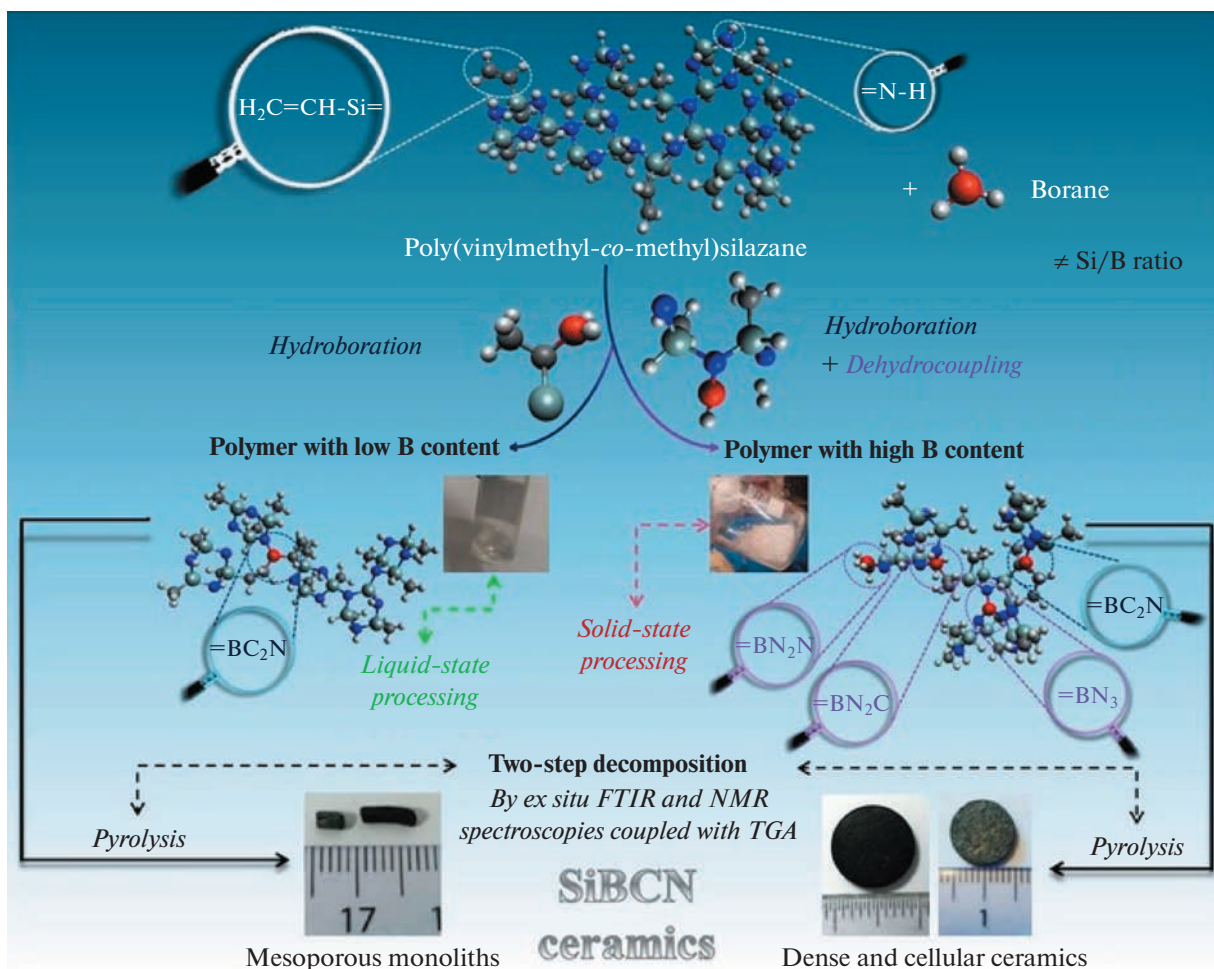 H₂C=CH-Si=
=N-H
+ Borane
Poly(vinylmethyl-co-methyl)silazane
≠ Si/B ratio
Hydroboration
Hydroboration
+ Dehydrocoupling
Polymer with low B content
Polymer with high B content
=BC₂N
Liquid-state
processing
Solid-state
processing
=BN₂N
=BN₂C
=BN₃
=BC₂N
Two-step decomposition
By ex situ FTIR and NMR
spectroscopies coupled with TGA
Pyrolysis
Pyrolysis
17 1
1
SiBCN
ceramics
Mesoporous monoliths
Dense and cellular ceramics